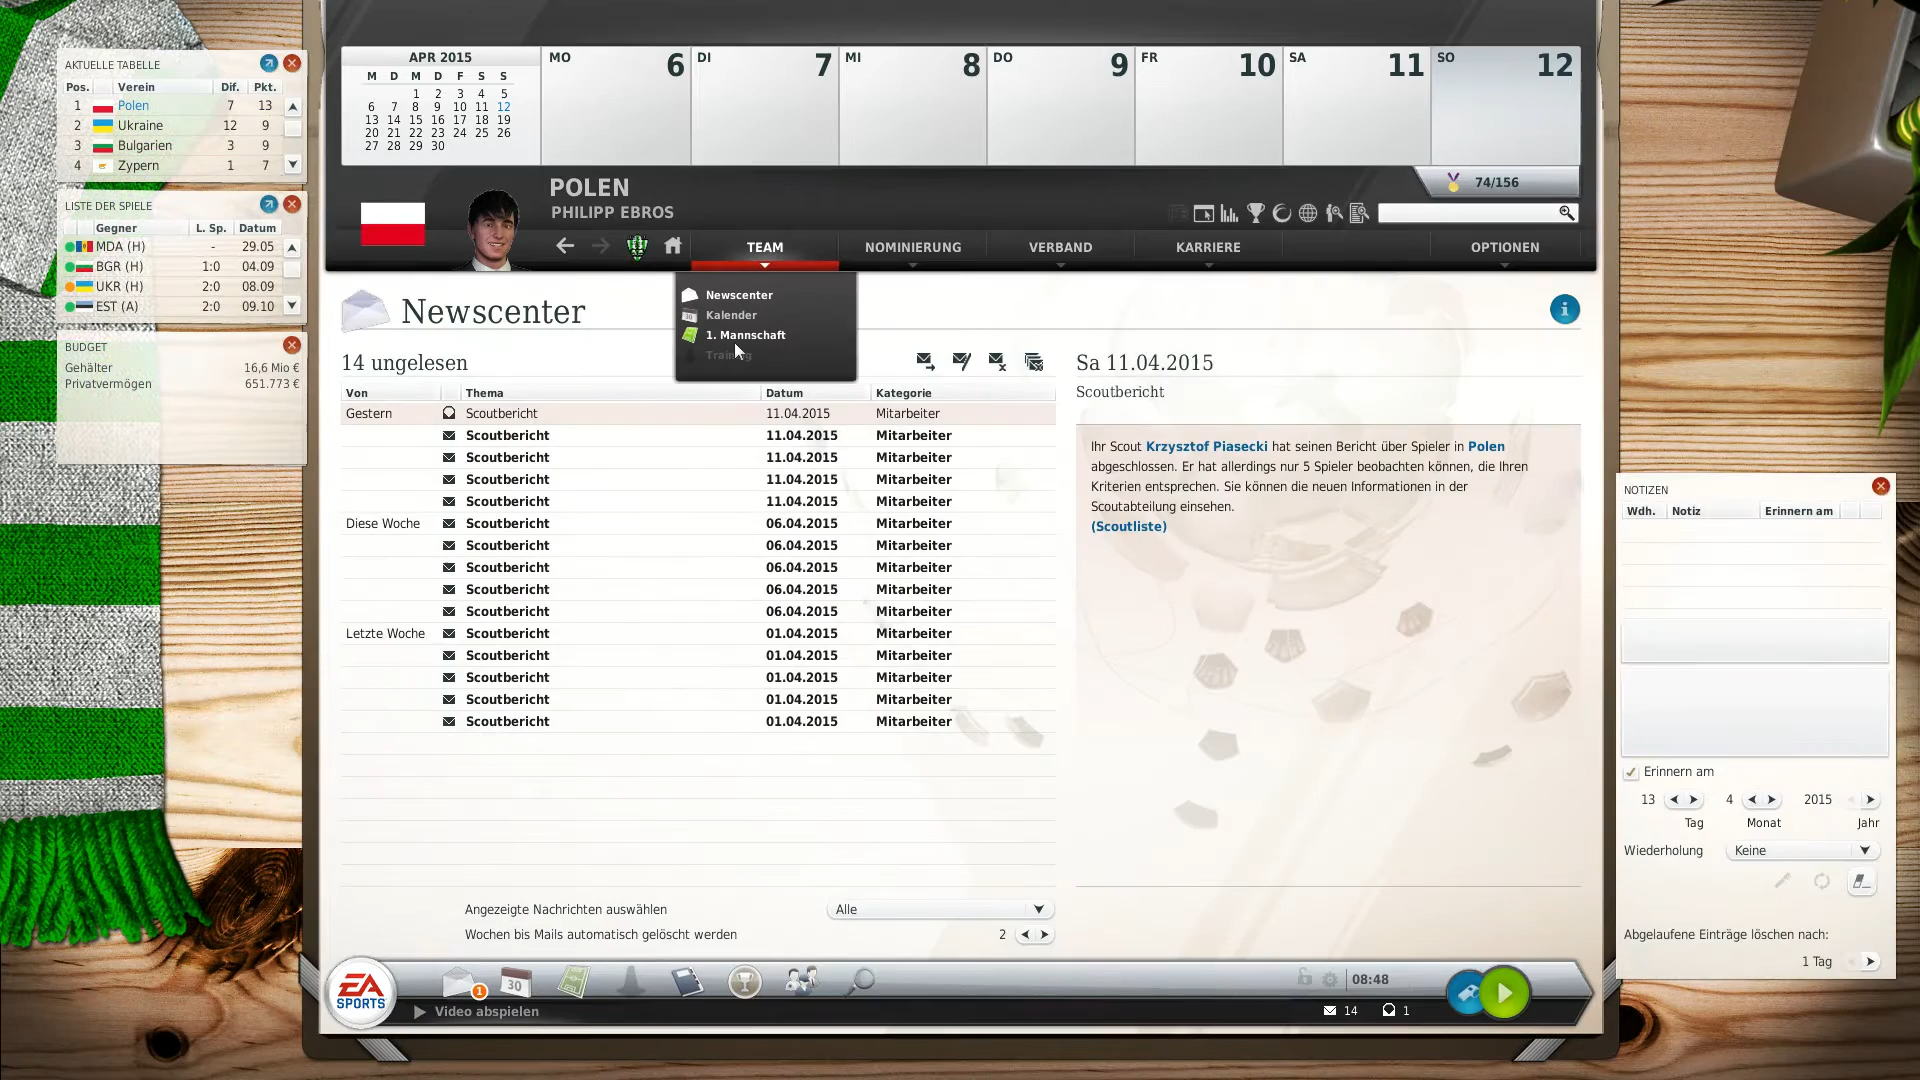 AKTUELLE TABELLE
Pos. Verein Dif. Pkt.
1 Polen 7 13
2 Ukraine 12 9
3 Bulgarien 3 9
4 Zypern 1 7
LISTE DER SPIELE
Gegner L. Sp. Datum
MDA (H) - 29.05
BGR (H) 1:0 04.09
UKR (H) 2:0 08.09
EST (A) 2:0 09.10
BUDGET
Gehälter 16,6 Mio €
Privatvermögen 651.773 €
APR 2015
M D M D F S S
1 2 3 4 5
6 7 8 9 10 11 12
13 14 15 16 17 18 19
20 21 22 23 24 25 26
27 28 29 30
MO 6 DI 7 MI 8 DO 9 FR 10 SA 11 SO 12
74/156
POLEN
PHILIPP EBROS
TEAM NOMINIERUNG VERBAND KARRIERE OPTIONEN
Newscenter
30 Kalender
1. Mannschaft
Newscenter
14 ungelesen
Von Thema Datum Kategorie
Gestern Scoutbericht 11.04.2015 Mitarbeiter
Scoutbericht 11.04.2015 Mitarbeiter
Scoutbericht 11.04.2015 Mitarbeiter
Scoutbericht 11.04.2015 Mitarbeiter
Scoutbericht 11.04.2015 Mitarbeiter
Diese Woche Scoutbericht 06.04.2015 Mitarbeiter
Scoutbericht 06.04.2015 Mitarbeiter
Scoutbericht 06.04.2015 Mitarbeiter
Scoutbericht 06.04.2015 Mitarbeiter
Scoutbericht 06.04.2015 Mitarbeiter
Letzte Woche Scoutbericht 01.04.2015 Mitarbeiter
Scoutbericht 01.04.2015 Mitarbeiter
Scoutbericht 01.04.2015 Mitarbeiter
Scoutbericht 01.04.2015 Mitarbeiter
Scoutbericht 01.04.2015 Mitarbeiter
Angezeigte Nachrichten auswählen Alle
Wochen bis Mails automatisch gelöscht werden 2
Sa 11.04.2015
Scoutbericht
Ihr Scout Krzysztof Piasecki hat seinen Bericht über Spieler in Polen
abgeschlossen. Er hat allerdings nur 5 Spieler beobachten können, die Ihren
Kriterien entsprechen. Sie können die neuen Informationen in der
Scoutabteilung einsehen.
(Scoutliste)
NOTIZEN
Wdh. Notiz Erinnern am
Erinnern am
13 4 2015
Tag Monat Jahr
Wiederholung Keine
Abgelaufene Einträge löschen nach:
1 Tag
EA
SPORTS
1
30
08:48
Video abspielen
14 1